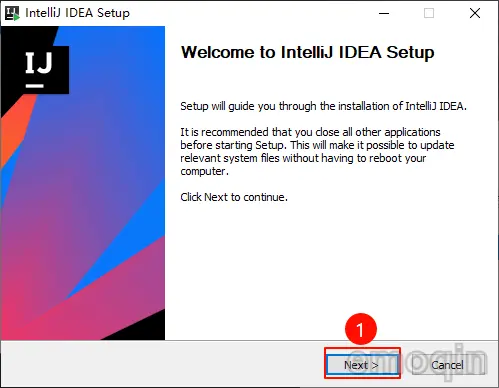 IntelliJ IDEA Setup
IJ
Welcome to IntelliJ IDEA Setup
Setup will guide you through the installation of IntelliJ IDEA.
It is recommended that you close all other applications
before starting Setup. This will make it possible to update
relevant system files without having to reboot your
computer.
Click Next to continue.
1
Next >
Cancel
emoqin